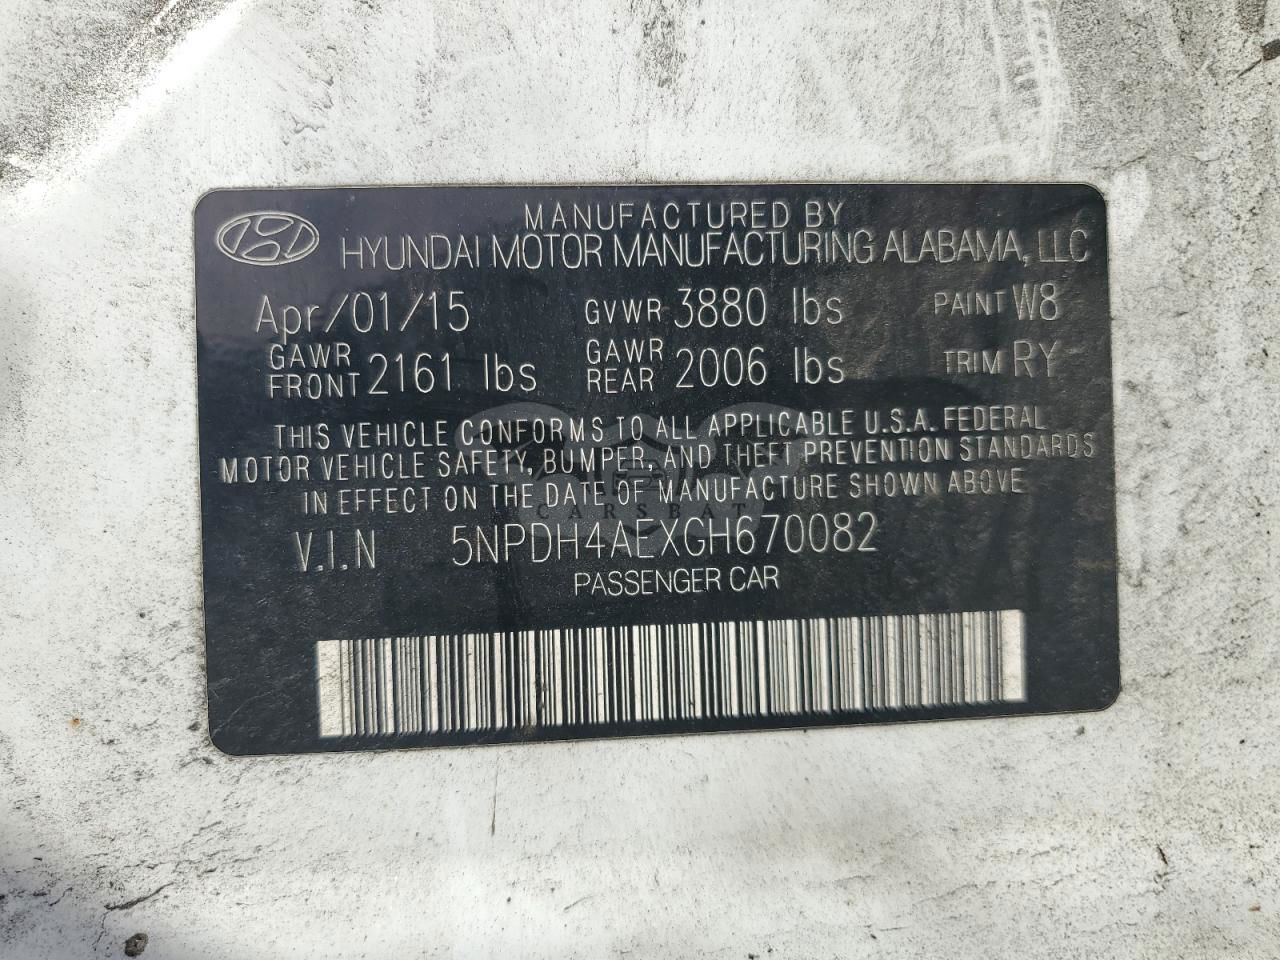 MANUFACTURED BY
HYUNDAI MOTOR MANUFACTURING ALABAMA, LLC
Apr/01/15 GVWR 3880 lbs PAINT W8
GAWR FRONT 2161 lbs GAWR REAR 2006 lbs TRIM RY
THIS VEHICLE CONFORMS TO ALL APPLICABLE U.S.A. FEDERAL
MOTOR VEHICLE SAFETY, BUMPER, AND THEFT PREVENTION STANDARDS
IN EFFECT ON THE DATE OF MANUFACTURE SHOWN ABOVE
CARSBAT
V.I.N 5NPDH4AEXGH670082
PASSENGER CAR